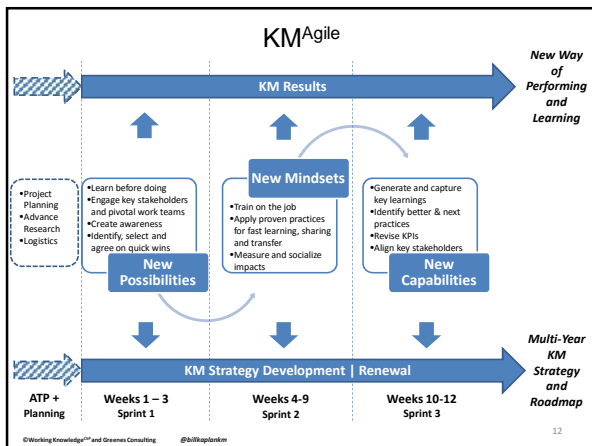 KMAgile
New Way
of
Performing
and
Learning
KM Results
•Project
Planning
•Advance
Research
•Logistics
•Learn before doing
•Engage key stakeholders
and pivotal work teams
•Create awareness
•Identify, select and
agree on quick wins
New
Possibilities
New Mindsets
•Train on the job
•Apply proven practices
for fast learning, sharing
and transfer
•Measure and socialize
impacts
•Generate and capture
key learnings
•Identify better & next
practices
•Revise KPIs
•Align key stakeholders
New
Capabilities
KM Strategy Development | Renewal
Multi-Year
KM
Strategy
and
Roadmap
ATP +
Planning
Weeks 1 – 3
Sprint 1
Weeks 4-9
Sprint 2
Weeks 10-12
Sprint 3
12
©Working KnowledgeCSP and Greenes Consulting
@billkaplankm